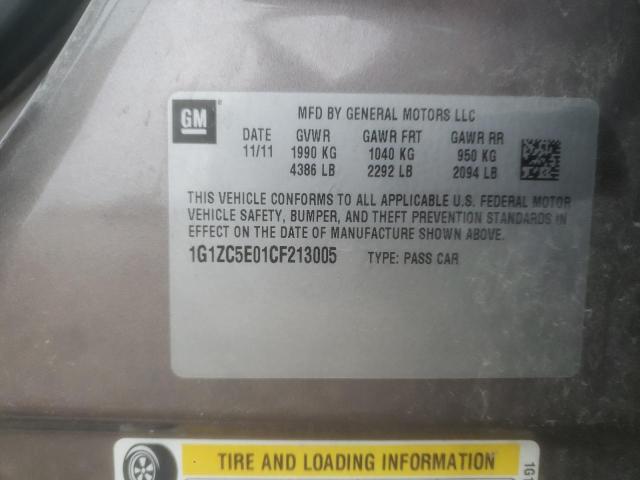 GM
MFD BY GENERAL MOTORS LLC
DATE GVWR GAWR FRT GAWR RR
11/11 1990 KG 1040 KG 950 KG
4386 LB 2292 LB 2094 LB
THIS VEHICLE CONFORMS TO ALL APPLICABLE U.S. FEDERAL MOTOR
VEHICLE SAFETY, BUMPER, AND THEFT PREVENTION STANDARDS IN
EFFECT ON THE DATE OF MANUFACTURE SHOWN ABOVE.
1G1ZC5E01CF213005 TYPE: PASS CAR
TIRE AND LOADING INFORMATION
1G1